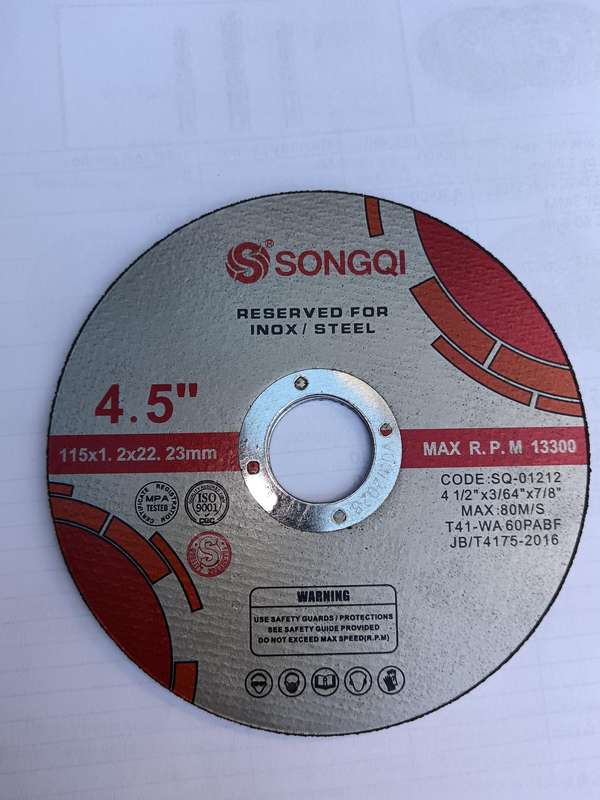 SONGQI®
RESERVED FOR
INOX/ STEEL
4.5"
115x1. 2x22. 23mm
MAX R. P. M 13300
CODE:SQ-01212
4 1/2"x3/64"x7/8"
MAX:80M/S
T41-WA 60PABF
JB/T4175-2016
CERTIFICATE REGISTRATION
MPA
TESTED
ISO
9001
WARNING
USE SAFETY GUARDS / PROTECTIONS
SEE SAFETY GUIDE PROVIDED
DO NOT EXCEED MAX SPEED(R.P.M)